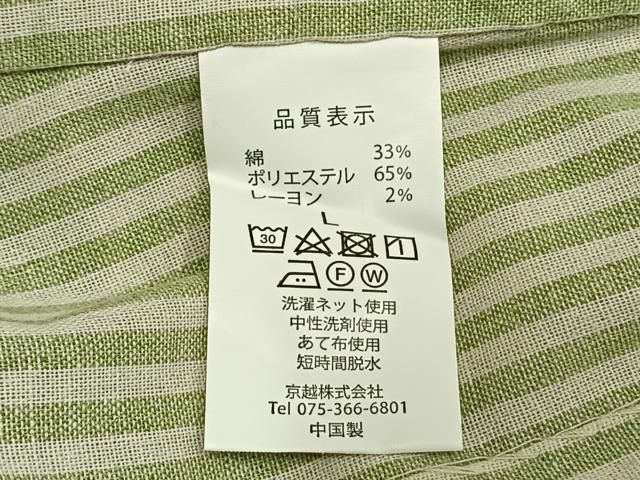 品質表示
綿 33%
ポリエステル 65%
レーヨン 2%
L
30
F W
洗濯ネット使用
中性洗剤使用
あて布使用
短時間脱水
京越株式会社
Tel 075-366-6801
中国製